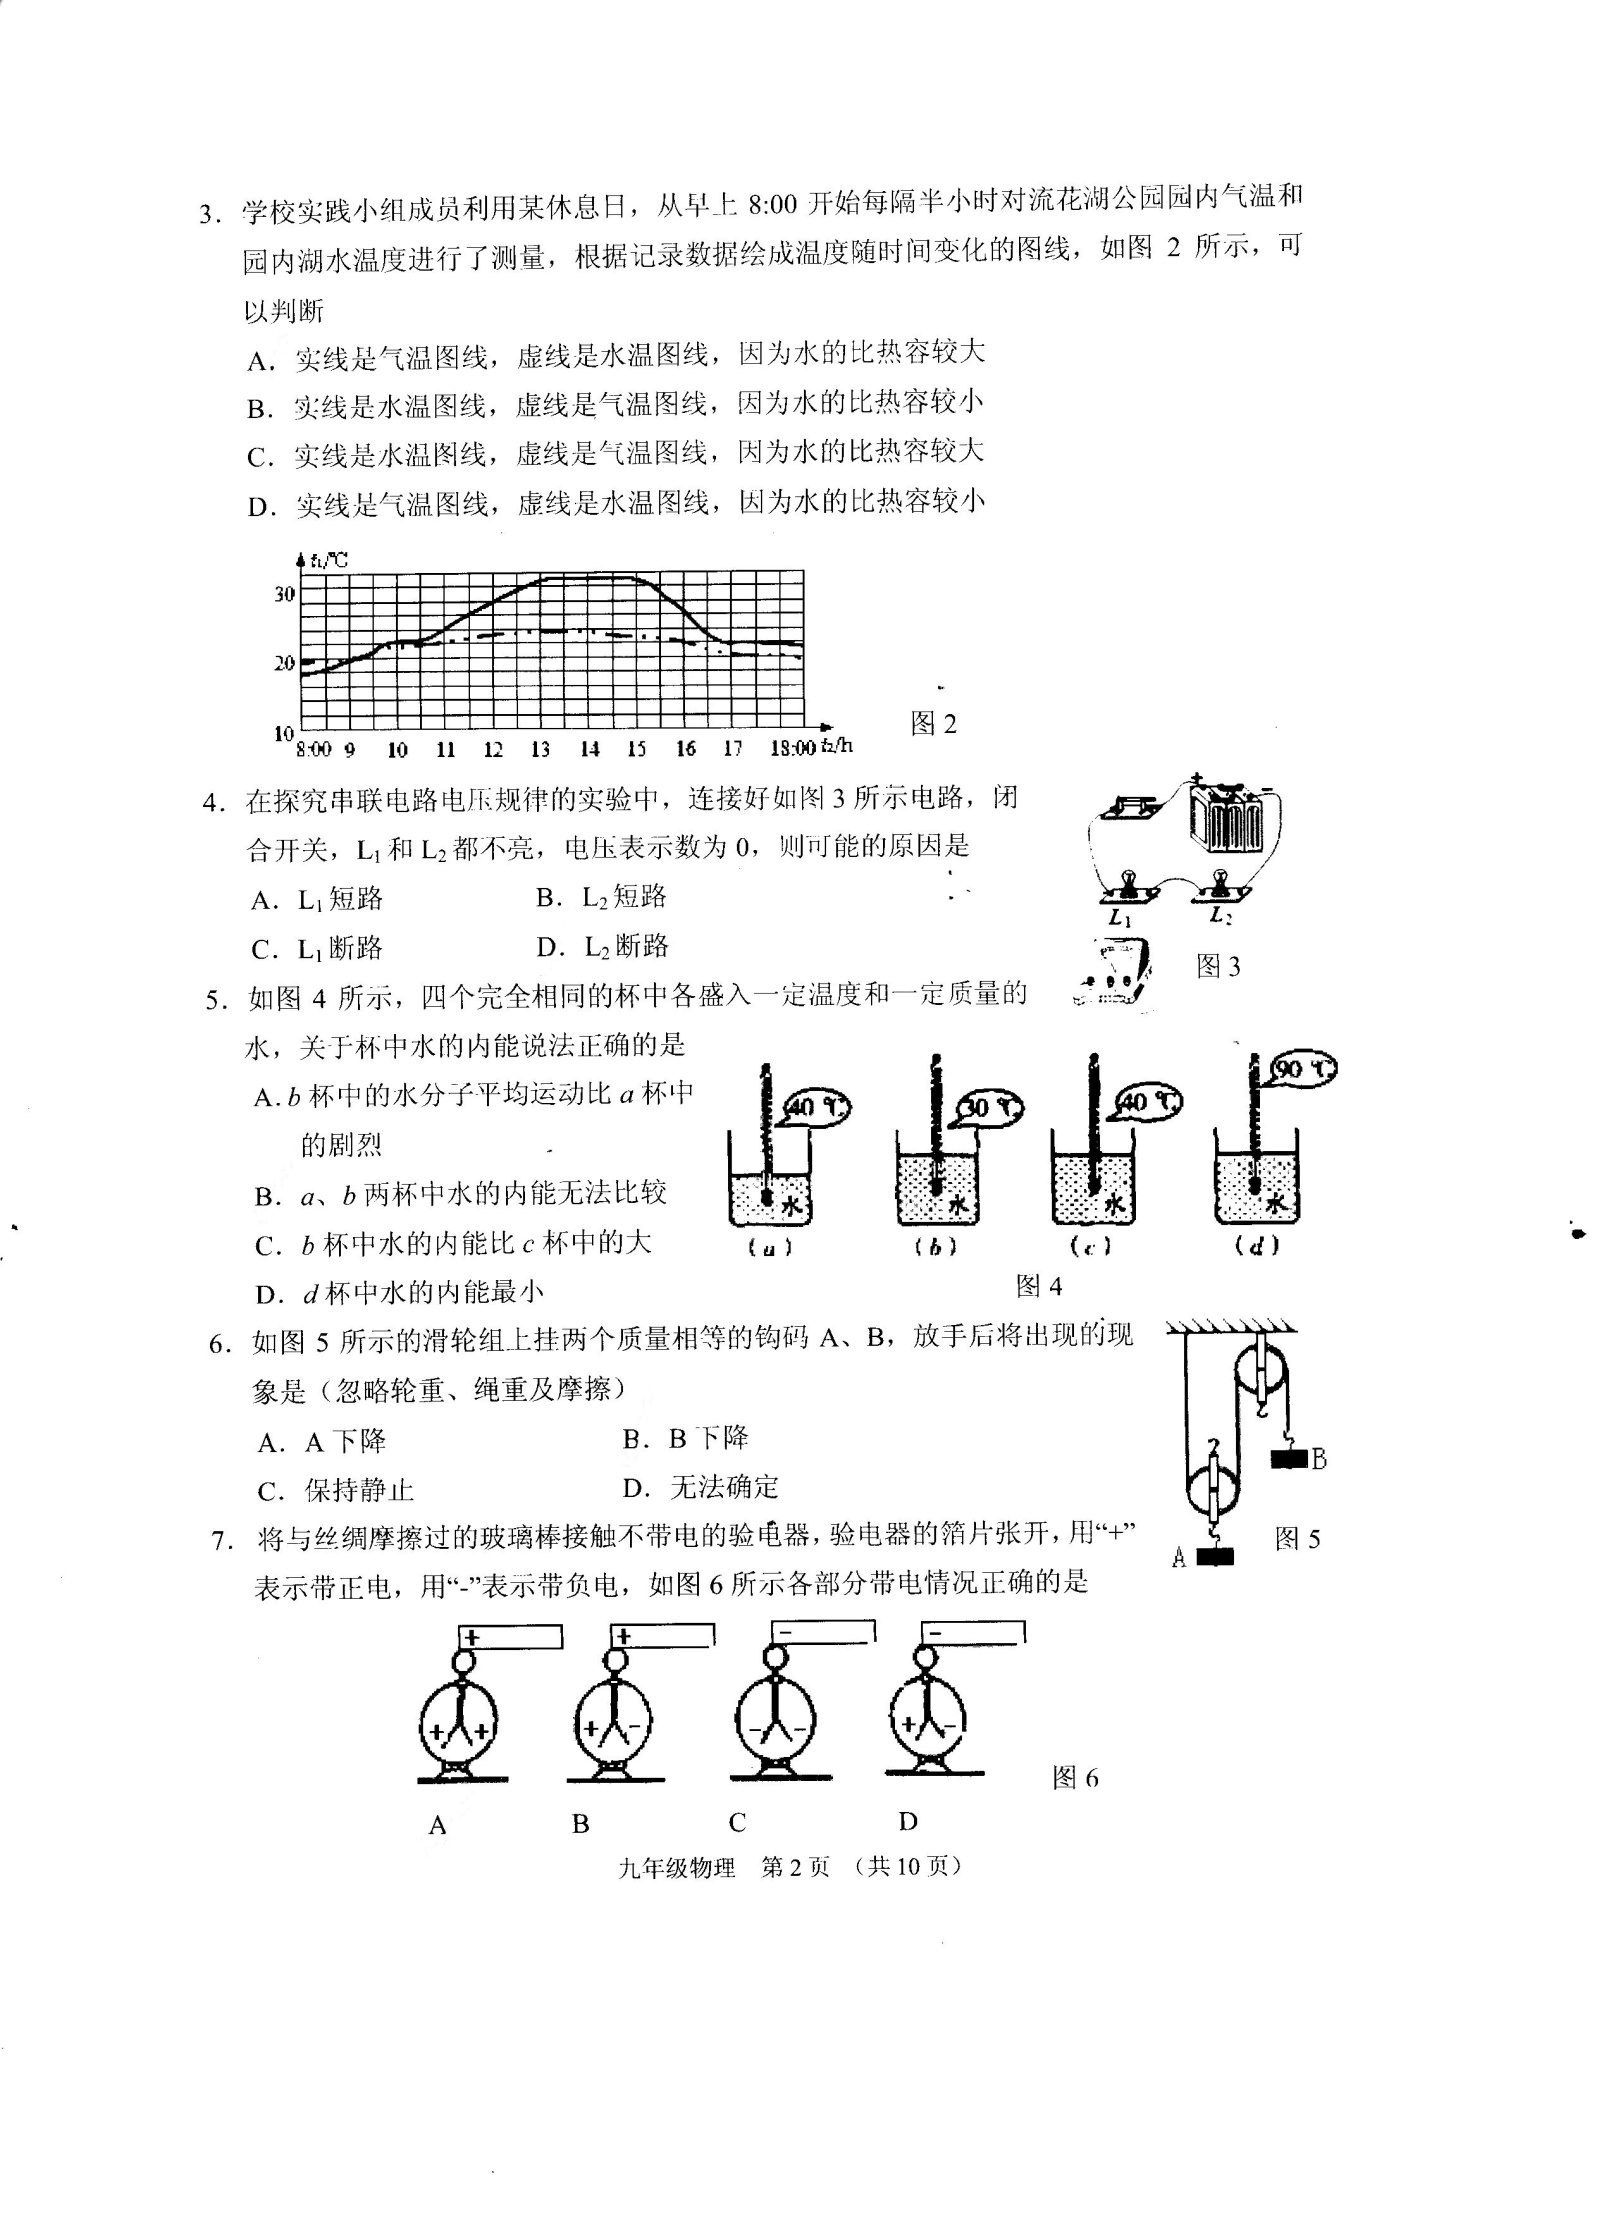 3. 学校实践小组成员利用某休息日，从早上 8:00 开始每隔半小时对流花湖公园园内气温和
园内湖水温度进行了测量，根据记录数据绘成温度随时间变化的图线，如图 2 所示，可
以判断
A. 实线是气温图线，虚线是水温图线，因为水的比热容较大
B. 实线是水温图线，虚线是气温图线，因为水的比热容较小
C. 实线是水温图线，虚线是气温图线，因为水的比热容较大
D. 实线是气温图线，虚线是水温图线，因为水的比热容较小
t₁/℃
30
20
10
8:00 9 10 11 12 13 14 15 16 17 18:00 t₂/h
图 2
4. 在探究串联电路电压规律的实验中，连接好如图 3 所示电路，闭
合开关，L₁和 L₂都不亮，电压表示数为 0，则可能的原因是
A. L₁短路 B. L₂短路
C. L₁断路 D. L₂断路
+ -
L₁ L₂
图 3
5. 如图 4 所示，四个完全相同的杯中各盛入一定温度和一定质量的
水，关于杯中水的内能说法正确的是
A. b 杯中的水分子平均运动比 a 杯中
的剧烈
B. a、b 两杯中水的内能无法比较
C. b 杯中水的内能比 c 杯中的大
D. d 杯中水的内能最小
40 ℃ 30 ℃ 40 ℃ 90 ℃
水 水 水 水
(a) (b) (c) (d)
图 4
6. 如图 5 所示的滑轮组上挂两个质量相等的钩码 A、B，放手后将出现的现
象是（忽略轮重、绳重及摩擦）
A. A 下降 B. B 下降
C. 保持静止 D. 无法确定
B
A
图 5
7. 将与丝绸摩擦过的玻璃棒接触不带电的验电器，验电器的箔片张开，用“+”
表示带正电，用“-”表示带负电，如图 6 所示各部分带电情况正确的是
+ + - -
+ + + - - - + -
图 6
A B C D
九年级物理 第 2 页 （共 10 页）